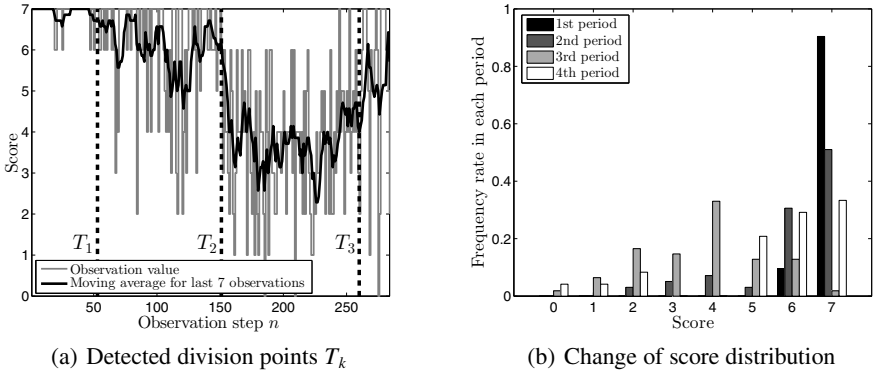 7
6
5
4
3
2
1
0
Score
T1
T2
T3
Observation value
Moving average for last 7 observations
50 100 150 200 250
Observation step n
(a) Detected division points Tk
1
0.8
0.6
0.4
0.2
0
Frequency rate in each period
1st period
2nd period
3rd period
4th period
0 1 2 3 4 5 6 7
Score
(b) Change of score distribution